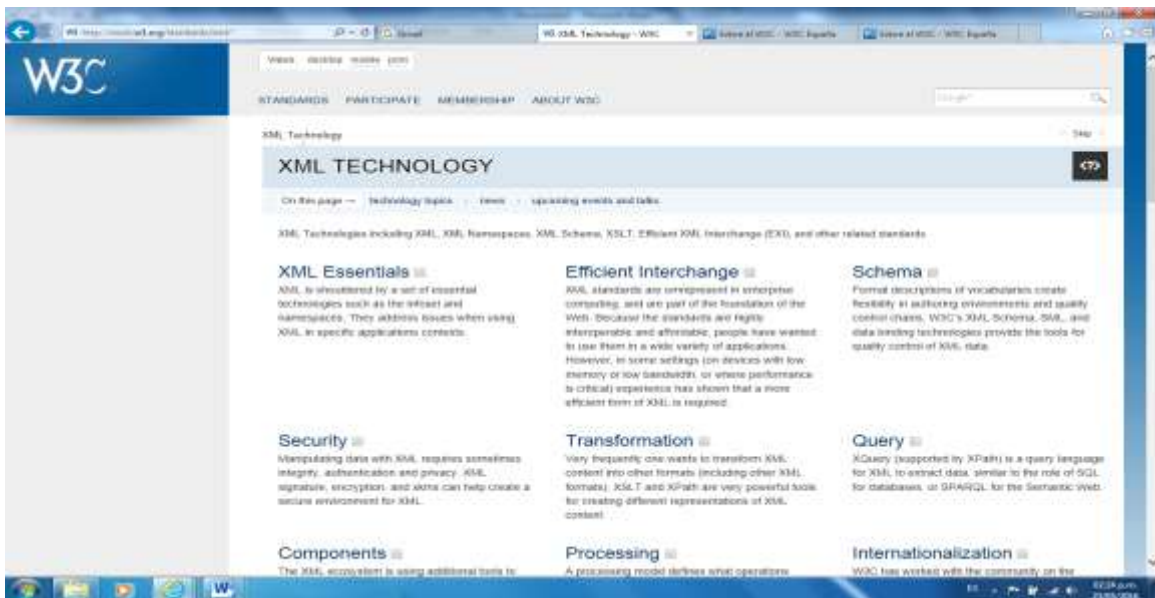 W3C
Views: desktop mobile print
STANDARDS PARTICIPATE MEMBERSHIP ABOUT W3C
Google
XML Technology
Skip
XML TECHNOLOGY
On this page → technology topics news upcoming events and talks
XML Technologies including XML, XML Namespaces, XML Schema, XSLT, Efficient XML Interchange (EXI), and other related standards.
XML Essentials
XML is shouldered by a set of essential
technologies such as the infoset and
namespaces. They address issues when using
XML in specific applications contexts.
Efficient Interchange
XML standards are omnipresent in enterprise
computing, and are part of the foundation of the
Web. Because the standards are highly
interoperable and affordable, people have wanted
to use them in a wide variety of applications.
However, in some settings (on devices with low
memory or low bandwidth, or where performance
is critical) experience has shown that a more
efficient form of XML is required.
Schema
Formal descriptions of vocabularies create
flexibility in authoring environments and quality
control chains. W3C's XML Schema, SML, and
data binding technologies provide the tools for
quality control of XML data.
Security
Manipulating data with XML requires sometimes
integrity, authentication and privacy. XML
signature, encryption, and xkms can help create a
secure environment for XML.
Transformation
Very frequently one wants to transform XML
content into other formats (including other XML
formats). XSLT and XPath are very powerful tools
for creating different representations of XML
content.
Query
XQuery (supported by XPath) is a query language
for XML to extract data, similar to the role of SQL
for databases, or SPARQL for the Semantic Web.
Components
The XML ecosystem is using additional tools to
Processing
A processing model defines what operations
Internationalization
W3C has worked with the community on the